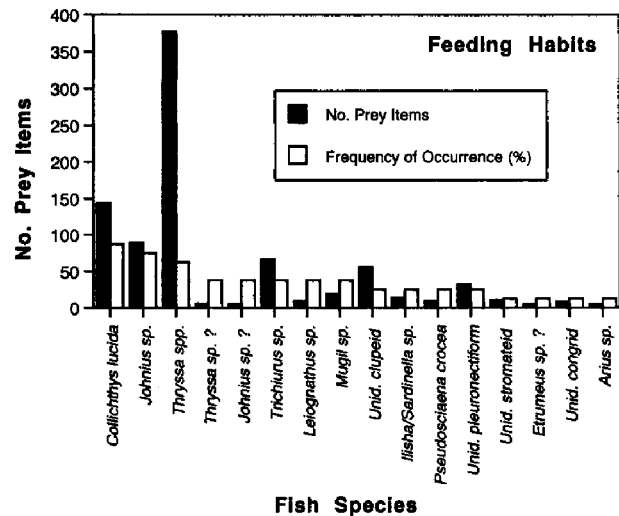 Feeding Habits
No. Prey Items
Frequency of Occurrence (%)
No. Prey Items
400
350
300
250
200
150
100
50
0
Collichthys lucida
Johnius sp.
Thryssa spp.
Thryssa sp. ?
Johnius sp. ?
Trichiurus sp.
Leiognathus sp.
Mugil sp.
Unid. clupeid
Ilisha/Sardinella sp.
Pseudosciaena crocea
Unid. pleuronectiform
Unid. stromateid
Etrumeus sp. ?
Unid. congrid
Arius sp.
Fish Species